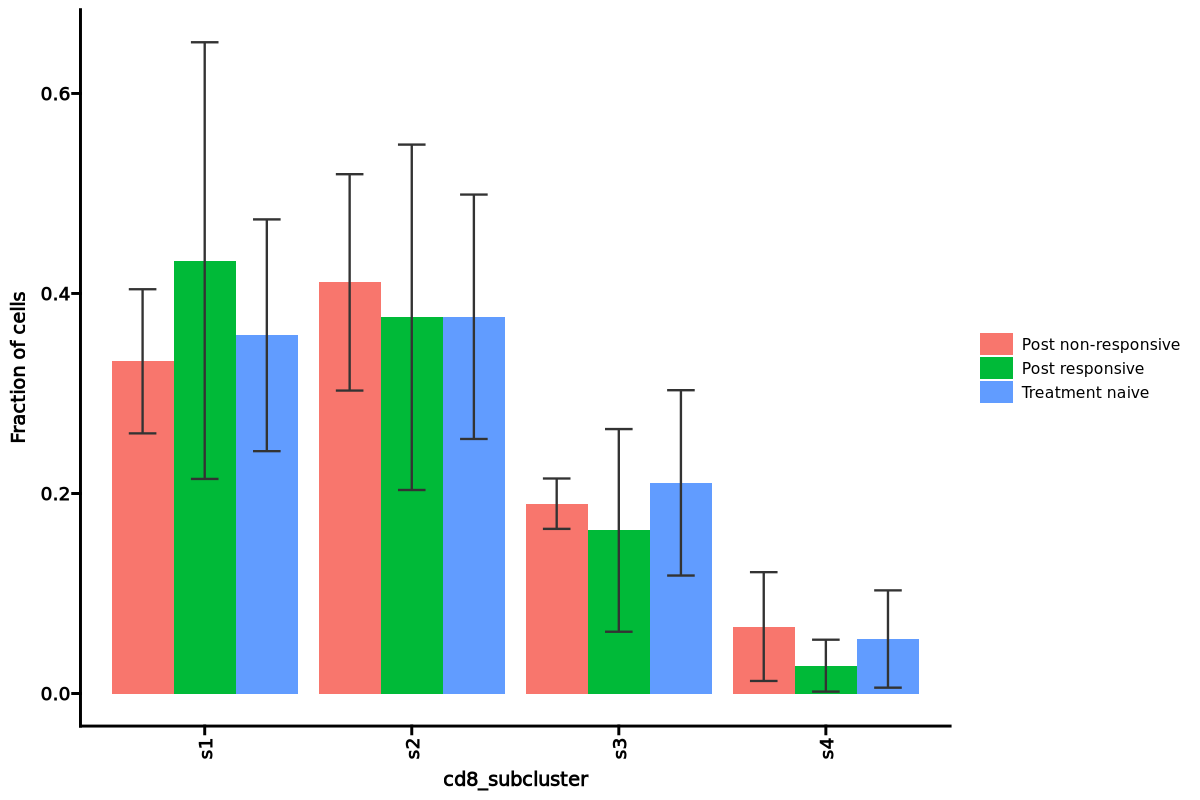 0.6
0.4
0.2
0.0
Fraction of cells
s1
s2
s3
s4
cd8_subcluster
Post non-responsive
Post responsive
Treatment naive